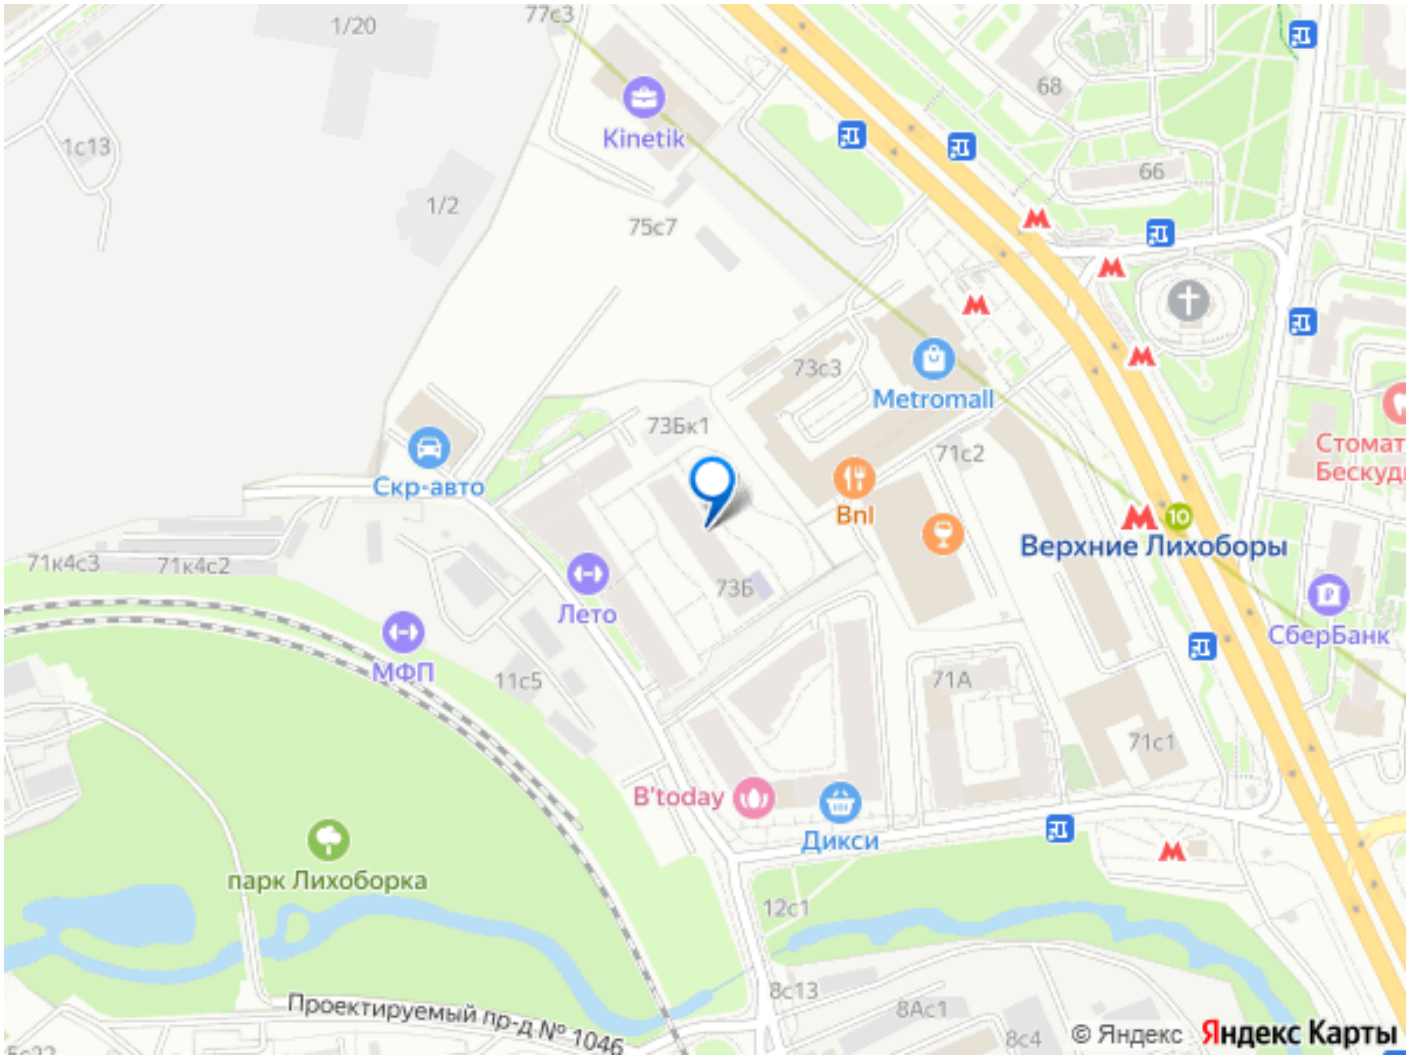 77с3
1/20
68
Kinetik
1с13
66
1/2
75с7
М
М
М
М
73с3
Metromall
73Бк1
71с2
Стомат
Бескуд
Скр-авто
Bnl
М
10
Верхние Лихоборы
71к4с3
71к4с2
73Б
Лето
СберБанк
МФП
11с5
71А
71с1
B'today
Дикси
М
парк Лихоборка
12с1
8с13
8Ас1
8с4
Проектируемый пр-д № 1046
© Яндекс Яндекс Карты